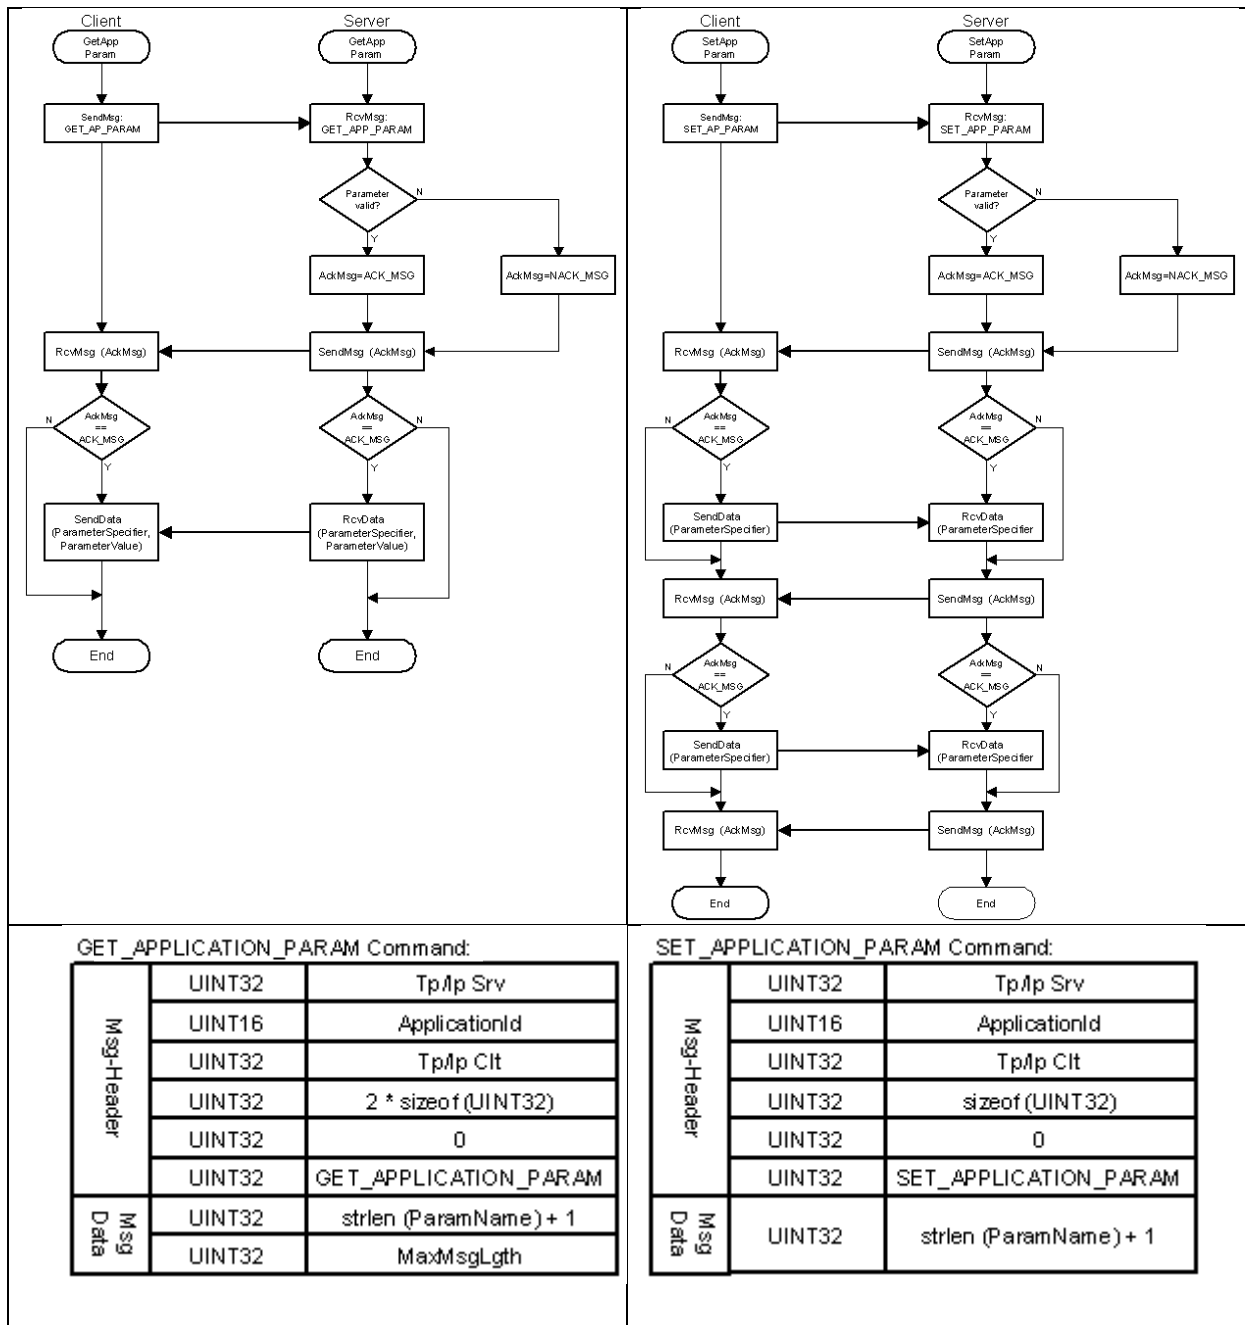 Client
Server
GetApp
Param
GetApp
Param
SendMsg:
GET_AP_PARAM
RcvMsg:
GET_APP_PARAM
Parameter
valid?
N
Y
AckMsg=ACK_MSG
AckMsg=NACK_MSG
RcvMsg (AckMsg)
SendMsg (AckMsg)
N
AckMsg
==
ACK_MSG
Y
AckMsg
==
ACK_MSG
N
Y
SendData
(ParameterSpecifier,
ParameterValue)
RcvData
(ParameterSpecifier,
ParameterValue)
End
End
Client
Server
SetApp
Param
SetApp
Param
SendMsg:
SET_AP_PARAM
RcvMsg:
SET_APP_PARAM
Parameter
valid?
N
Y
AckMsg=ACK_MSG
AckMsg=NACK_MSG
RcvMsg (AckMsg)
SendMsg (AckMsg)
N
AckMsg
==
ACK_MSG
Y
AckMsg
==
ACK_MSG
N
Y
SendData
(ParameterSpecifier)
RcvData
(ParameterSpecifier
RcvMsg (AckMsg)
SendMsg (AckMsg)
N
AckMsg
==
ACK_MSG
Y
AckMsg
==
ACK_MSG
N
Y
SendData
(ParameterSpecifier)
RcvData
(ParameterSpecifier
RcvMsg (AckMsg)
SendMsg (AckMsg)
End
End
GET_APPLICATION_PARAM Command:
Msg-Header
UINT32 Tp/Ip Srv
UINT16 ApplicationId
UINT32 Tp/Ip Clt
UINT32 2 * sizeof(UINT32)
UINT32 0
UINT32 GET_APPLICATION_PARAM
Msg
Data
UINT32 strlen (ParamName) + 1
UINT32 MaxMsgLgth
SET_APPLICATION_PARAM Command:
Msg-Header
UINT32 Tp/Ip Srv
UINT16 ApplicationId
UINT32 Tp/Ip Clt
UINT32 sizeof(UINT32)
UINT32 0
UINT32 SET_APPLICATION_PARAM
Msg
Data
UINT32 strlen (ParamName) + 1